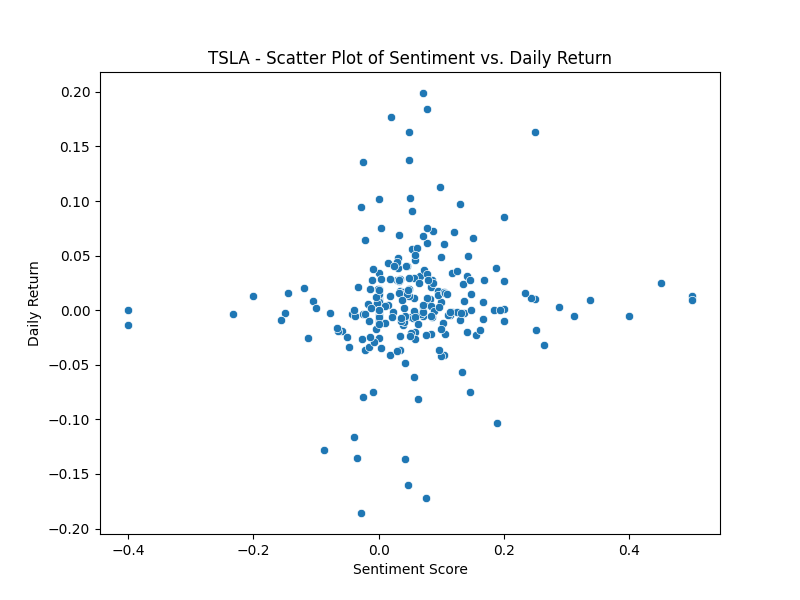 TSLA - Scatter Plot of Sentiment vs. Daily Return
0.20
0.15
0.10
0.05
0.00
−0.05
−0.10
−0.15
−0.20
Daily Return
−0.4 −0.2 0.0 0.2 0.4
Sentiment Score